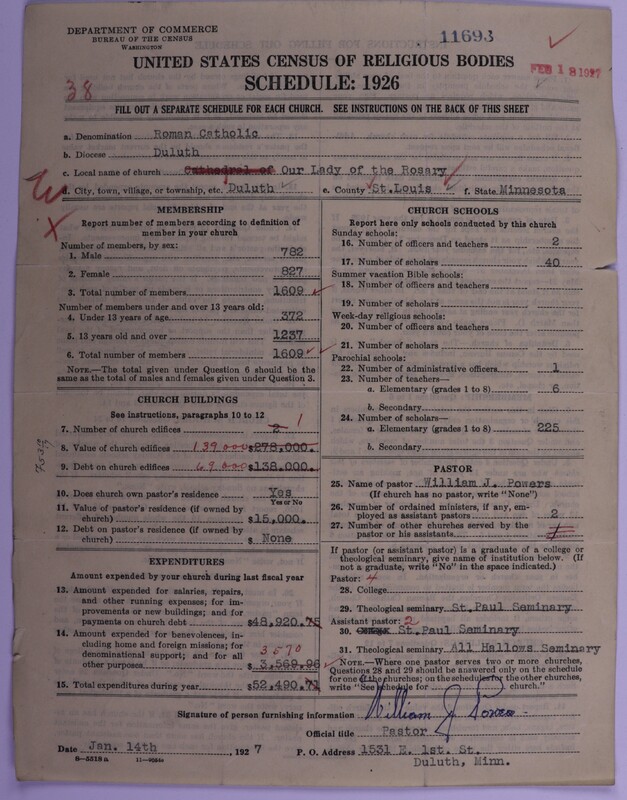 DEPARTMENT OF COMMERCE
BUREAU OF THE CENSUS
WASHINGTON
11693
UNITED STATES CENSUS OF RELIGIOUS BODIES
FEB 18 1927
SCHEDULE: 1926
38
FILL OUT A SEPARATE SCHEDULE FOR EACH CHURCH. SEE INSTRUCTIONS ON THE BACK OF THIS SHEET
a. Denomination Roman Catholic
b. Diocese Duluth
c. Local name of church Cathedral of Our Lady of the Rosary
d. City, town, village, or township, etc. Duluth e. County St. Louis f. State Minnesota
MEMBERSHIP
Report number of members according to definition of
member in your church
Number of members, by sex:
1. Male 782
2. Female 827
3. Total number of members 1609
Number of members under and over 13 years old:
4. Under 13 years of age 372
5. 13 years old and over 1237
6. Total number of members 1609
NOTE.—The total given under Question 6 should be
same as the total of males and females given under Question 3.
CHURCH BUILDINGS
See instructions, paragraphs 10 to 12
7. Number of church edifices 2 1
8. Value of church edifices 139000 $278,000.
9. Debt on church edifices 69000 $138,000.
10. Does church own pastor's residence Yes
Yes or No
11. Value of pastor's residence (if owned by
church) $15,000.
12. Debt on pastor's residence (if owned by
church) $ None
EXPENDITURES
Amount expended by your church during last fiscal year
13. Amount expended for salaries, repairs,
and other running expenses; for im-
provements or new buildings; and for
payments on church debt $48,920.75
14. Amount expended for benevolences, in-
cluding home and foreign missions; for
denominational support; and for all
other purposes 3570 $ 3,569.96
15. Total expenditures during year $52,490.71
CHURCH SCHOOLS
Report here only schools conducted by this church
Sunday schools:
16. Number of officers and teachers 2
17. Number of scholars 40
Summer vacation Bible schools:
18. Number of officers and teachers
19. Number of scholars
Week-day religious schools:
20. Number of officers and teachers
21. Number of scholars
Parochial schools:
22. Number of administrative officers 1
23. Number of teachers—
a. Elementary (grades 1 to 8) 6
b. Secondary
24. Number of scholars—
a. Elementary (grades 1 to 8) 225
b. Secondary
PASTOR
25. Name of pastor William J. Powers
(If church has no pastor, write "None")
26. Number of ordained ministers, if any, em-
ployed as assistant pastors 2
27. Number of other churches served by the
pastor or his assistants
If pastor (or assistant pastor) is a graduate of a college or
theological seminary, give name of institution below. (If
not a graduate, write "No" in the space indicated.)
Pastor: 4
28. College
29. Theological seminary St. Paul Seminary
Assistant pastor: 2
30. St. Paul Seminary
31. Theological seminary All Hallows Seminary
NOTE.—Where one pastor serves two or more churches,
Questions 28 and 29 should be answered only on the schedule
for one of the churches; on the schedules for the other churches,
write "See schedule for church."
Signature of person furnishing information William J. Powers
Official title Pastor
Date Jan. 14th, 1927 P. O. Address 1531 E. 1st. St.
Duluth, Minn.
8—5318a 11—9084a